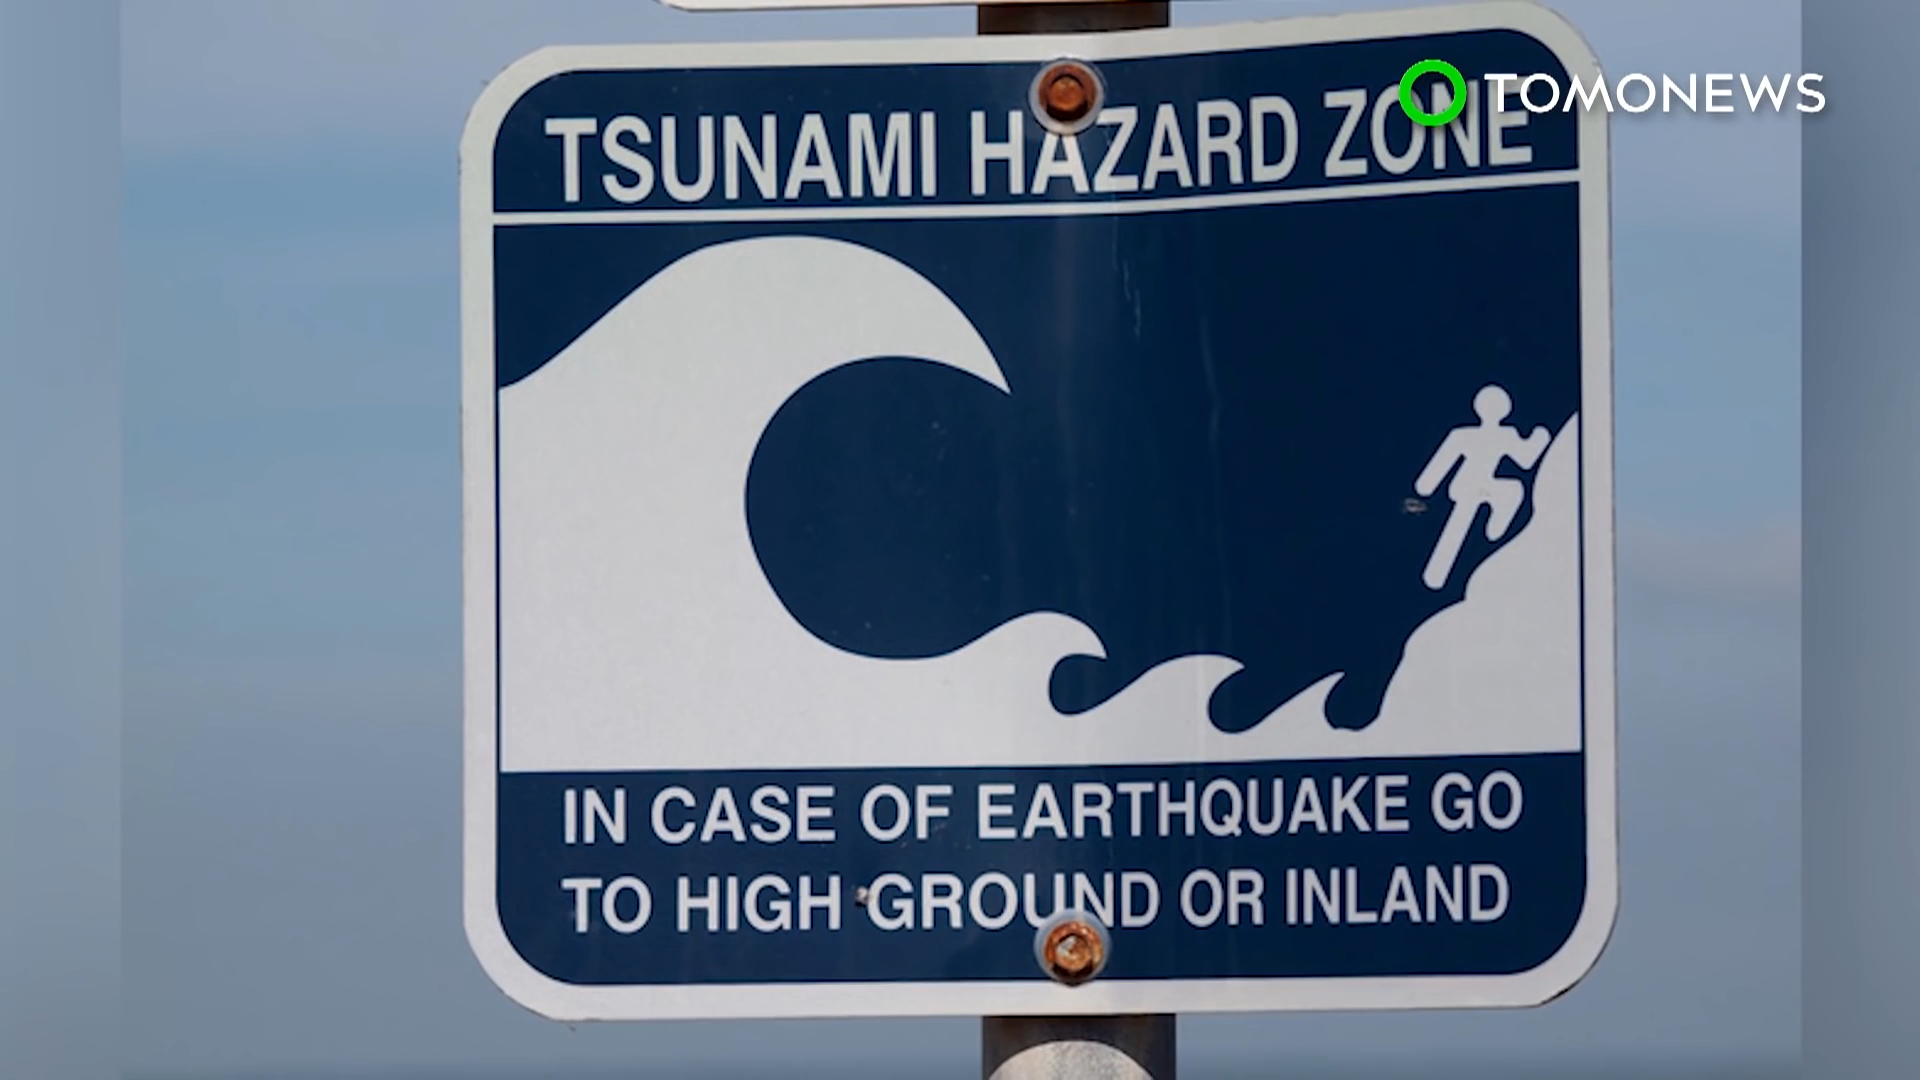 TOMONEWS
TSUNAMI HAZARD ZONE
IN CASE OF EARTHQUAKE GO
TO HIGH GROUND OR INLAND